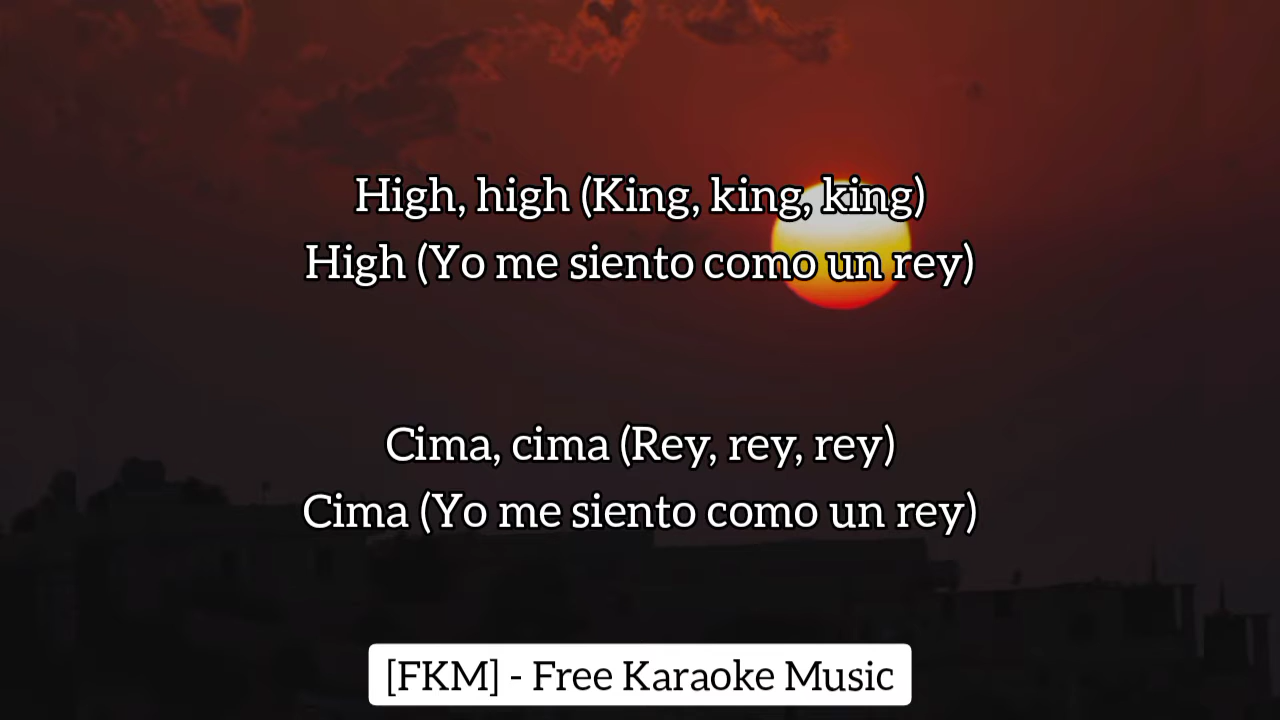 High, high (King, king, king)
High (Yo me siento como un rey)
Cima, cima (Rey, rey, rey)
Cima (Yo me siento como un rey)
[FKM] - Free Karaoke Music